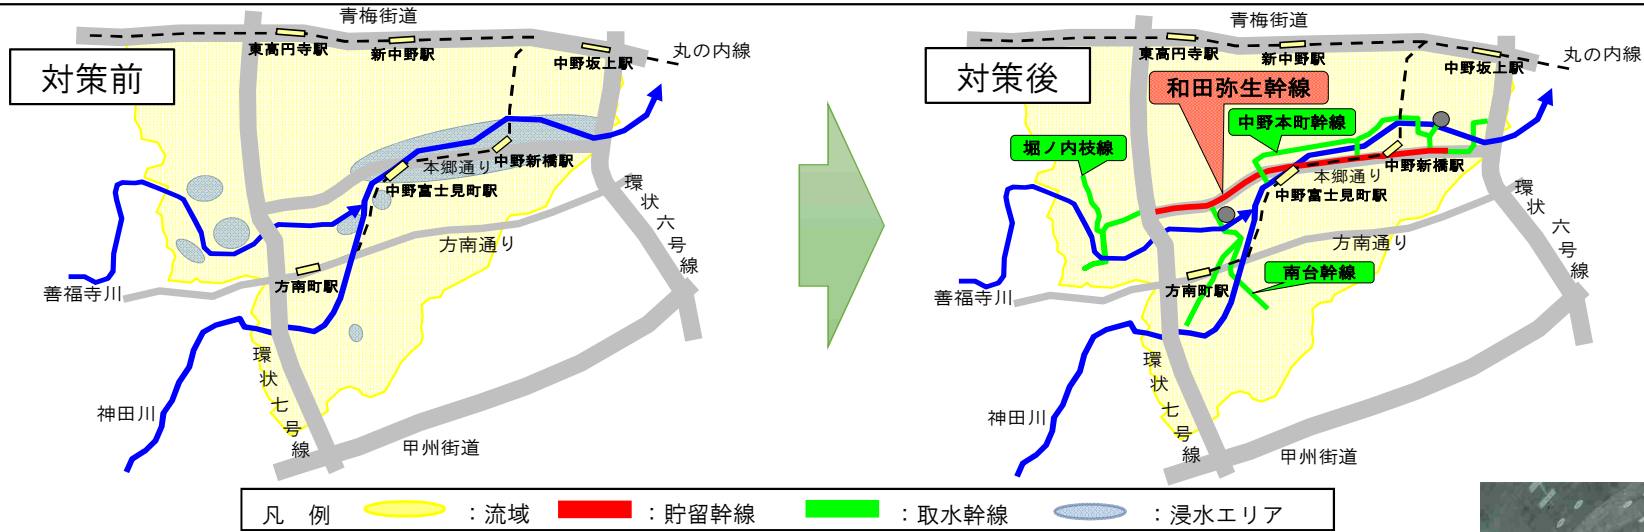 対策前
青梅街道
東高円寺駅
新中野駅
中野坂上駅
丸の内線
中野新橋駅
本郷通り
中野富士見町駅
環状六号線
方南通り
方南町駅
善福寺川
環状七号線
神田川
甲州街道
対策後
青梅街道
東高円寺駅
新中野駅
中野坂上駅
丸の内線
和田弥生幹線
中野本町幹線
堀ノ内枝線
中野新橋駅
本郷通り
中野富士見町駅
環状六号線
方南通り
南台幹線
方南町駅
善福寺川
環状七号線
神田川
甲州街道
凡 例 :流域 :貯留幹線 :取水幹線 :浸水エリア